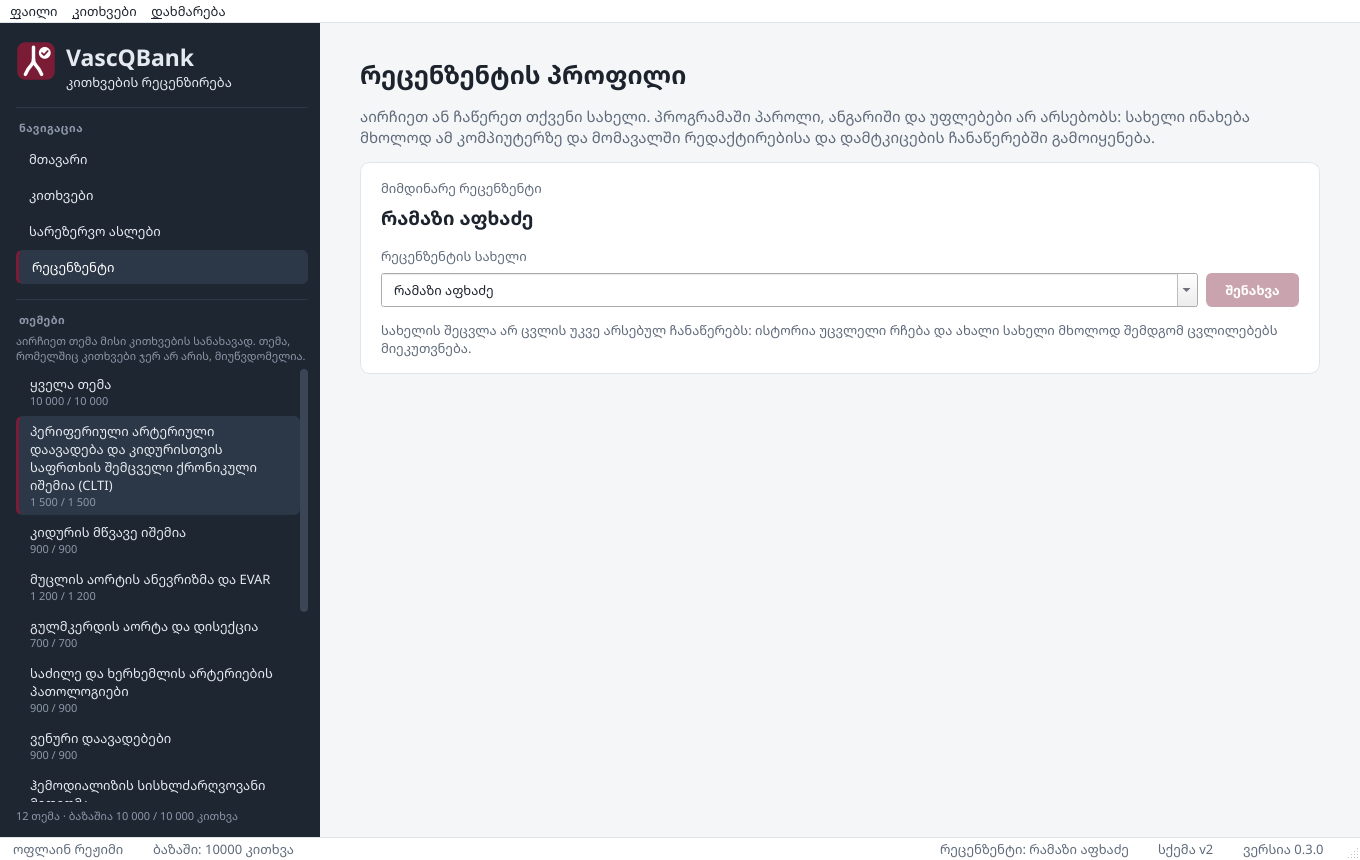 ფაილი კითხვები დახმარება
VascQBank
კითხვების რეცენზირება
ნავიგაცია
მთავარი
კითხვები
სარეზერვო ასლები
რეცენზენტი
თემები
აირჩიეთ თემა მისი კითხვების სანახავად. თემა,
რომელშიც კითხვები ჯერ არ არის, მიუწვდომელია.
ყველა თემა
10 000 / 10 000
პერიფერიული არტერიული
დაავადება და კიდურისთვის
საფრთხის შემცველი ქრონიკული
იშემია (CLTI)
1 500 / 1 500
კიდურის მწვავე იშემია
900 / 900
მუცლის აორტის ანევრიზმა და EVAR
1 200 / 1 200
გულმკერდის აორტა და დისექცია
700 / 700
საძილე და ხერხემლის არტერიების
პათოლოგიები
900 / 900
ვენური დაავადებები
900 / 900
ჰემოდიალიზის სისხლძარღვოვანი
12 თემა · ბაზაშია 10 000 / 10 000 კითხვა
რეცენზენტის პროფილი
აირჩიეთ ან ჩაწერეთ თქვენი სახელი. პროგრამაში პაროლი, ანგარიში და უფლებები არ არსებობს: სახელი ინახება
მხოლოდ ამ კომპიუტერზე და მომავალში რედაქტირებისა და დამტკიცების ჩანაწერებში გამოიყენება.
მიმდინარე რეცენზენტი
რამაზი აფხაძე
რეცენზენტის სახელი
რამაზი აფხაძე
შენახვა
სახელის შეცვლა არ ცვლის უკვე არსებულ ჩანაწერებს: ისტორია უცვლელი რჩება და ახალი სახელი მხოლოდ შემდგომ ცვლილებებს
მიეკუთვნება.
ოფლაინ რეჟიმი ბაზაში: 10000 კითხვა რეცენზენტი: რამაზი აფხაძე სქემა v2 ვერსია 0.3.0